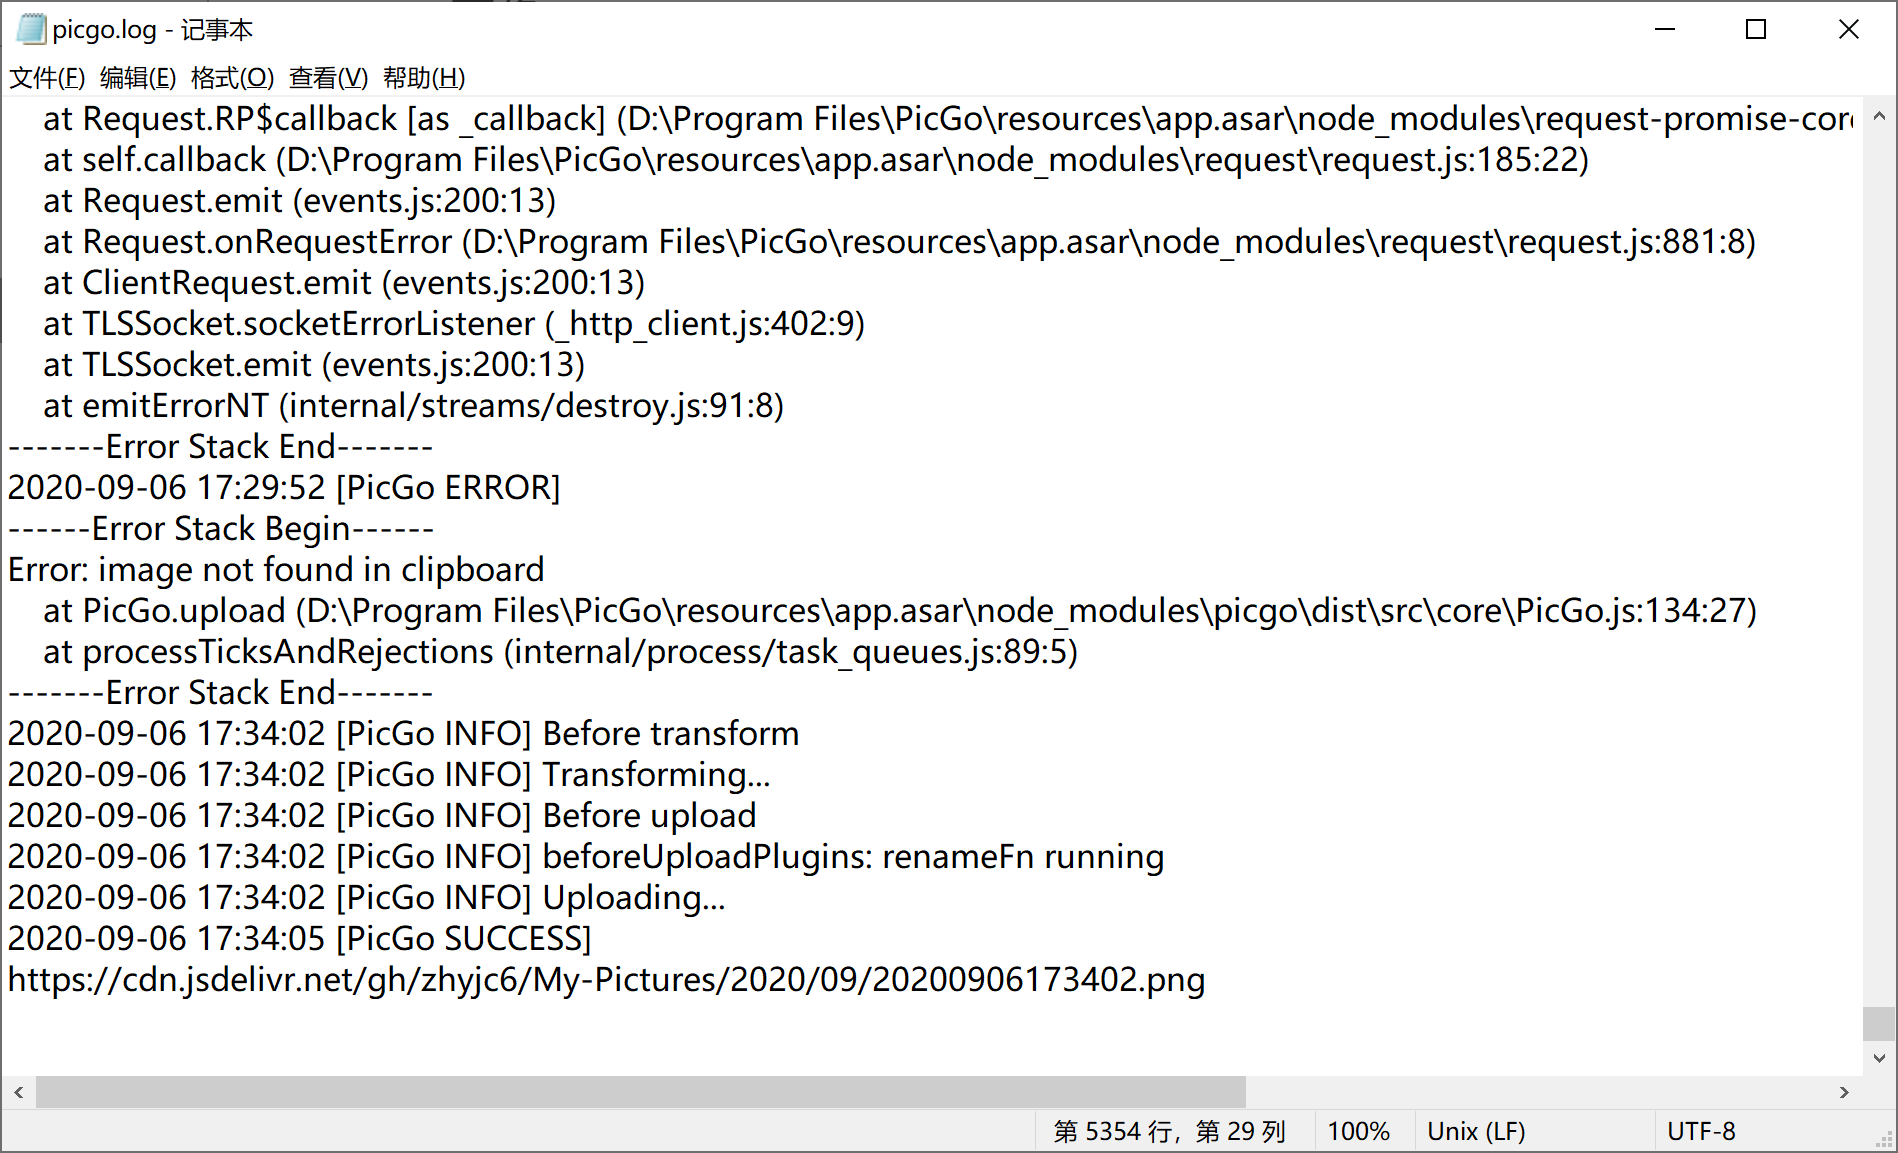 picgo.log - 记事本
文件(F) 编辑(E) 格式(O) 查看(V) 帮助(H)
at Request.RP$callback [as _callback] (D:\Program Files\PicGo\resources\app.asar\node_modules\request-promise-core
at self.callback (D:\Program Files\PicGo\resources\app.asar\node_modules\request\request.js:185:22)
at Request.emit (events.js:200:13)
at Request.onRequestError (D:\Program Files\PicGo\resources\app.asar\node_modules\request\request.js:881:8)
at ClientRequest.emit (events.js:200:13)
at TLSSocket.socketErrorListener (_http_client.js:402:9)
at TLSSocket.emit (events.js:200:13)
at emitErrorNT (internal/streams/destroy.js:91:8)
-------Error Stack End-------
2020-09-06 17:29:52 [PicGo ERROR]
------Error Stack Begin------
Error: image not found in clipboard
at PicGo.upload (D:\Program Files\PicGo\resources\app.asar\node_modules\picgo\dist\src\core\PicGo.js:134:27)
at processTicksAndRejections (internal/process/task_queues.js:89:5)
-------Error Stack End-------
2020-09-06 17:34:02 [PicGo INFO] Before transform
2020-09-06 17:34:02 [PicGo INFO] Transforming...
2020-09-06 17:34:02 [PicGo INFO] Before upload
2020-09-06 17:34:02 [PicGo INFO] beforeUploadPlugins: renameFn running
2020-09-06 17:34:02 [PicGo INFO] Uploading...
2020-09-06 17:34:05 [PicGo SUCCESS]
https://cdn.jsdelivr.net/gh/zhyjc6/My-Pictures/2020/09/20200906173402.png
第 5354 行，第 29 列 100% Unix (LF) UTF-8